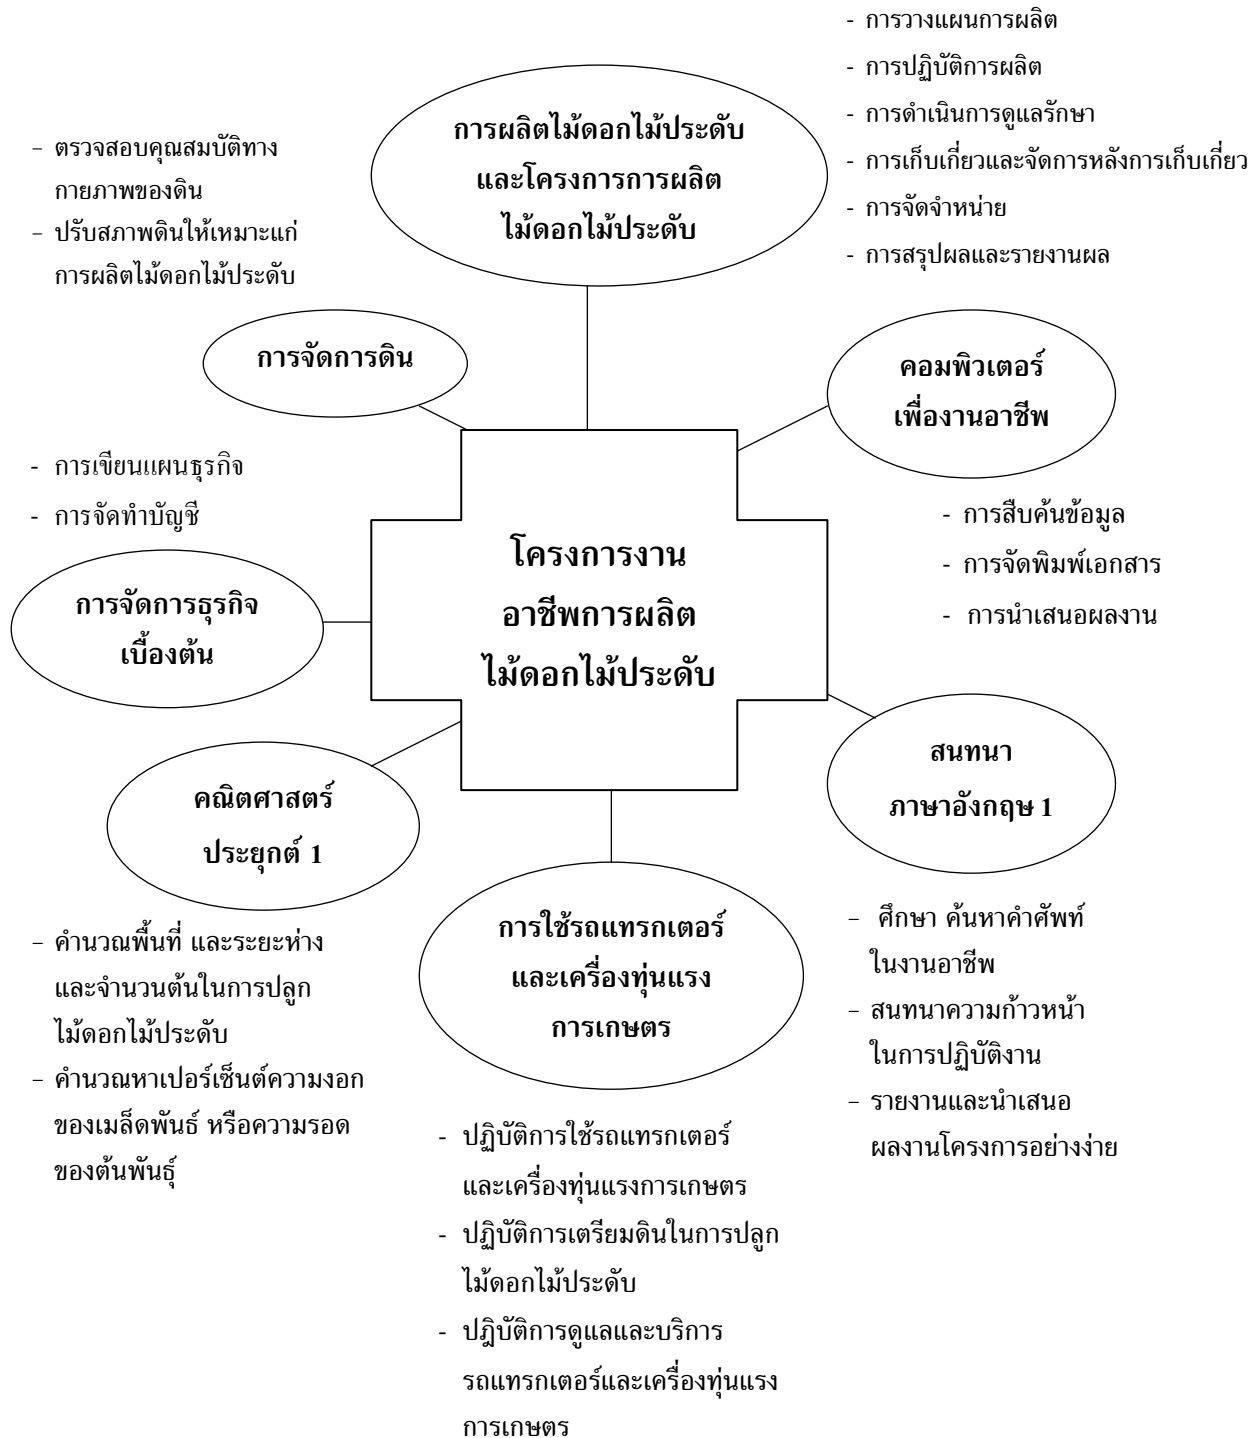 - การวางแผนการผลิต
- การปฏิบัติการผลิต
- การดำเนินการดูแลรักษา
- การเก็บเกี่ยวและจัดการหลังการเก็บเกี่ยว
- การจัดจำหน่าย
- การสรุปผลและรายงานผล
การผลิตไม้ดอกไม้ประดับ
และโครงการการผลิต
ไม้ดอกไม้ประดับ
- ตรวจสอบคุณสมบัติทาง
กายภาพของดิน
- ปรับสภาพดินให้เหมาะแก่
การผลิตไม้ดอกไม้ประดับ
การจัดการดิน
คอมพิวเตอร์
เพื่องานอาชีพ
- การเขียนแผนธุรกิจ
- การจัดทำบัญชี
- การสืบค้นข้อมูล
- การจัดพิมพ์เอกสาร
- การนำเสนอผลงาน
โครงการงาน
อาชีพการผลิต
ไม้ดอกไม้ประดับ
การจัดการธุรกิจ
เบื้องต้น
สนทนา
ภาษาอังกฤษ 1
คณิตศาสตร์
ประยุกต์ 1
การใช้รถแทรกเตอร์
และเครื่องทุ่นแรง
การเกษตร
- คำนวณพื้นที่ และระยะห่าง
และจำนวนต้นในการปลูก
ไม้ดอกไม้ประดับ
- คำนวณหาเปอร์เซ็นต์ความงอก
ของเมล็ดพันธ์ หรือความรอด
ของต้นพันธุ์
- ศึกษา ค้นหาคำศัพท์
ในงานอาชีพ
- สนทนาความก้าวหน้า
ในการปฏิบัติงาน
- รายงานและนำเสนอ
ผลงานโครงการอย่างง่าย
- ปฏิบัติการใช้รถแทรกเตอร์
และเครื่องทุ่นแรงการเกษตร
- ปฏิบัติการเตรียมดินในการปลูก
ไม้ดอกไม้ประดับ
- ปฎิบัติการดูแลและบริการ
รถแทรกเตอร์และเครื่องทุ่นแรง
การเกษตร